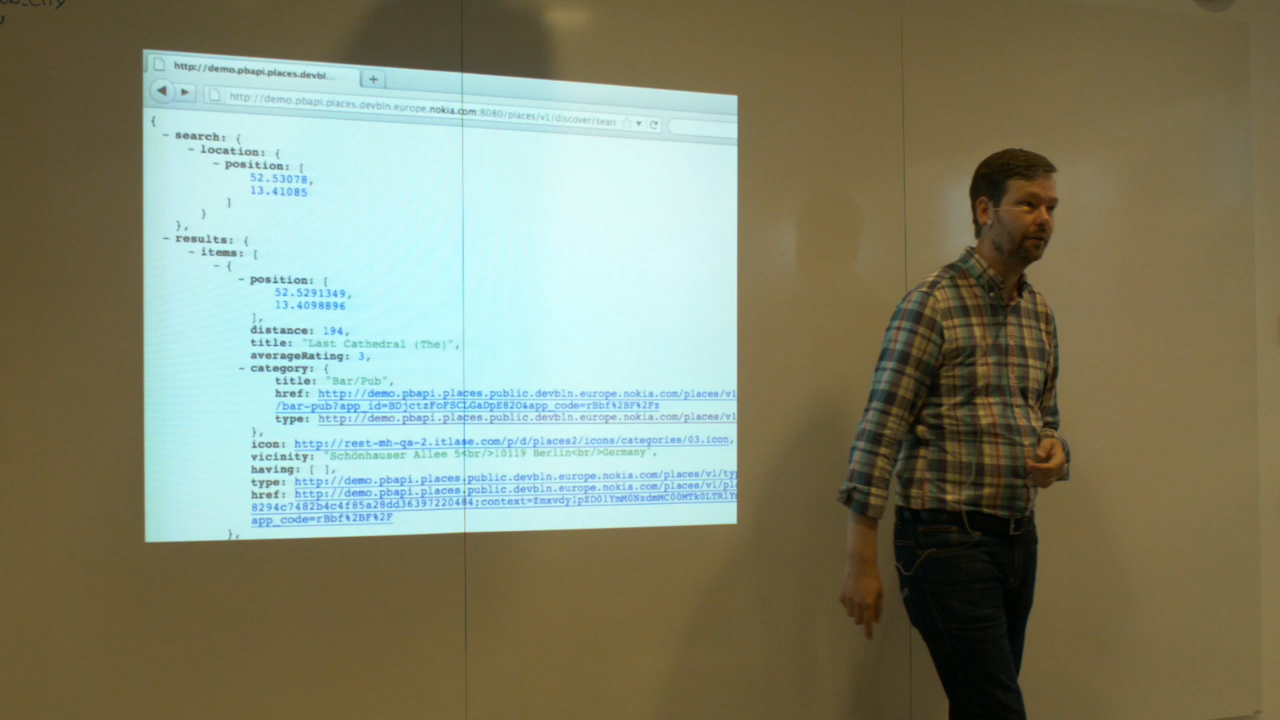 http://demo.pbapi.places.devbl...
http://demo.pbapi.places.devbln.europe.nokia.com:8080/places/v1/discover/sear
{
– search: {
– location: {
– position: [
52.53078,
13.41085
]
}
},
– results: {
– items: [
– {
– position: [
52.5291349,
13.4098896
],
distance: 194,
title: "Last Cathedral (The)",
averageRating: 3,
– category: {
title: "Bar/Pub",
href: http://demo.pbapi.places.public.devbln.europe.nokia.com/places/v1
/bar-pub?app_id=BDjctzFoFSCLGaDpE82O&app_code=rBbf%2BF%2Fz
type: http://demo.pbapi.places.public.devbln.europe.nokia.com/places/v1
},
icon: http://rest-mh-qa-2.itlase.com/p/d/places2/icons/categories/03.icon,
vicinity: "Schönhauser Allee 5<br/>10119 Berlin<br/>Germany",
having: [ ],
type: http://demo.pbapi.places.public.devbln.europe.nokia.com/places/v1/typ
href: http://demo.pbapi.places.public.devbln.europe.nokia.com/places/v1/pla
app_code=rBbf%2BF%2F
},